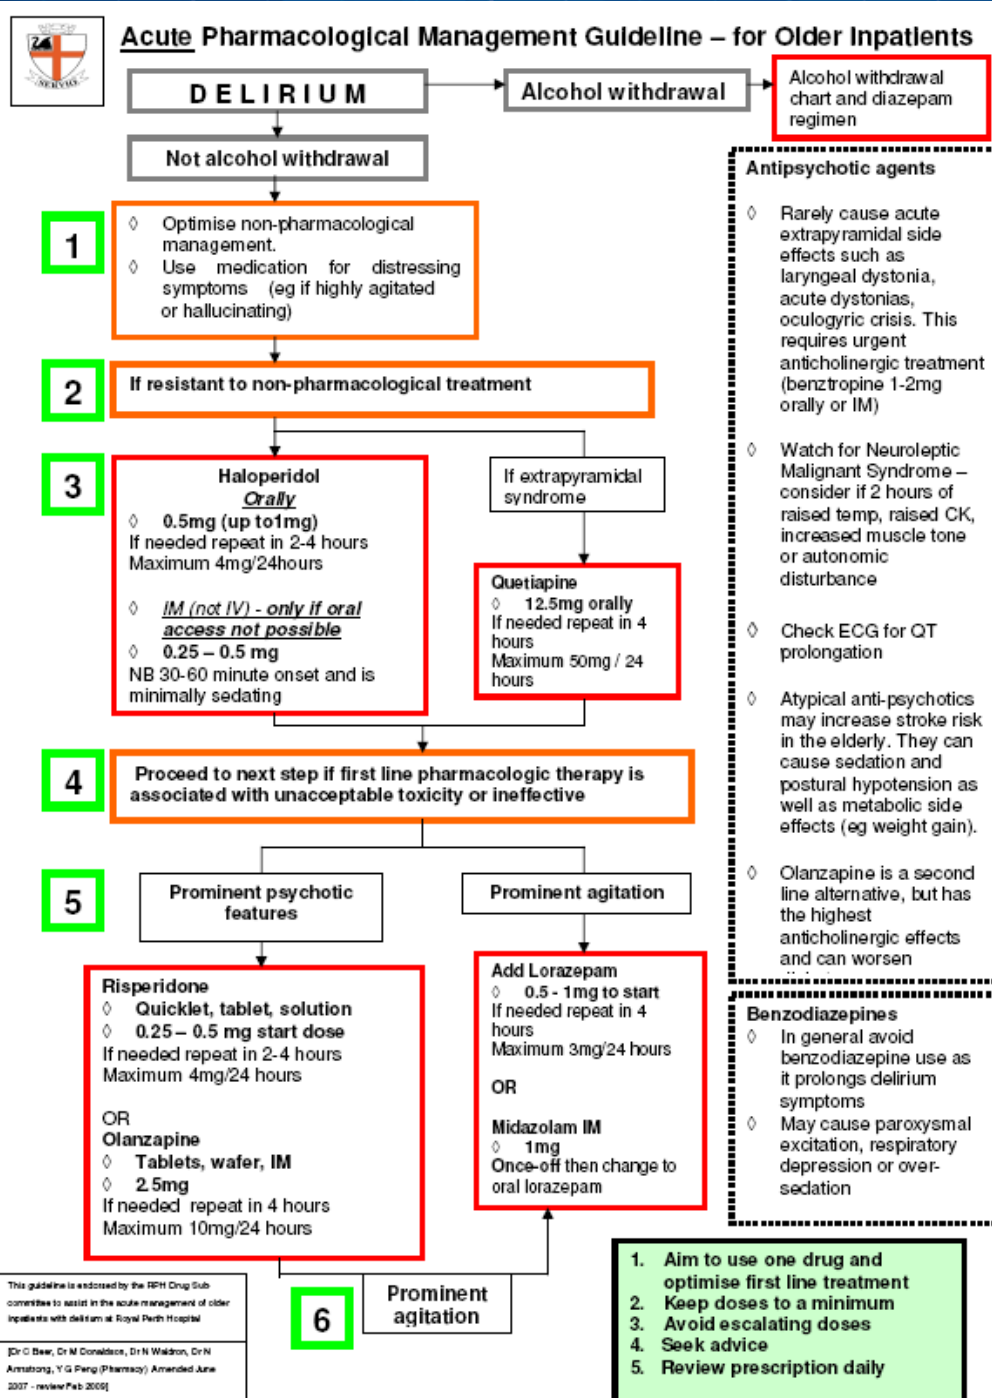 Acute Pharmacological Management Guideline – for Older Inpatients
SERVIO
DELIRIUM
Alcohol withdrawal
Alcohol withdrawal
chart and diazepam
regimen
Not alcohol withdrawal
1
◊ Optimise non-pharmacological
management.
◊ Use medication for distressing
symptoms (eg if highly agitated
or hallucinating)
2
If resistant to non-pharmacological treatment
3
Haloperidol
Orally
◊ 0.5mg (up to1mg)
If needed repeat in 2-4 hours
Maximum 4mg/24hours
◊ IM (not IV) - only if oral
access not possible
◊ 0.25 – 0.5 mg
NB 30-60 minute onset and is
minimally sedating
If extrapyramidal
syndrome
Quetiapine
◊ 12.5mg orally
If needed repeat in 4
hours
Maximum 50mg / 24
hours
4
Proceed to next step if first line pharmacologic therapy is
associated with unacceptable toxicity or ineffective
5
Prominent psychotic
features
Prominent agitation
Risperidone
◊ Quicklet, tablet, solution
◊ 0.25 – 0.5 mg start dose
If needed repeat in 2-4 hours
Maximum 4mg/24 hours
OR
Olanzapine
◊ Tablets, wafer, IM
◊ 2.5mg
If needed repeat in 4 hours
Maximum 10mg/24 hours
Add Lorazepam
◊ 0.5 - 1mg to start
If needed repeat in 4
hours
Maximum 3mg/24 hours
OR
Midazolam IM
◊ 1mg
Once-off then change to
oral lorazepam
6
Prominent
agitation
Antipsychotic agents
◊ Rarely cause acute
extrapyramidal side
effects such as
laryngeal dystonia,
acute dystonias,
oculogyric crisis. This
requires urgent
anticholinergic treatment
(benztropine 1-2mg
orally or IM)
◊ Watch for Neuroleptic
Malignant Syndrome –
consider if 2 hours of
raised temp, raised CK,
increased muscle tone
or autonomic
disturbance
◊ Check ECG for QT
prolongation
◊ Atypical anti-psychotics
may increase stroke risk
in the elderly. They can
cause sedation and
postural hypotension as
well as metabolic side
effects (eg weight gain).
◊ Olanzapine is a second
line alternative, but has
the highest
anticholinergic effects
and can worsen
Benzodiazepines
◊ In general avoid
benzodiazepine use as
it prolongs delirium
symptoms
◊ May cause paroxysmal
excitation, respiratory
depression or over-
sedation
1. Aim to use one drug and
optimise first line treatment
2. Keep doses to a minimum
3. Avoid escalating doses
4. Seek advice
5. Review prescription daily
This guideline is endorsed by the RPH Drug Sub
committee to assist in the acute management of older
inpatients with delirium at Royal Perth Hospital
[Dr C Beer, Dr M Donaldson, Dr N Waldron, Dr N
Armstrong, Y G Peng (Pharmacy) Amended June
2007 - review Feb 2009]